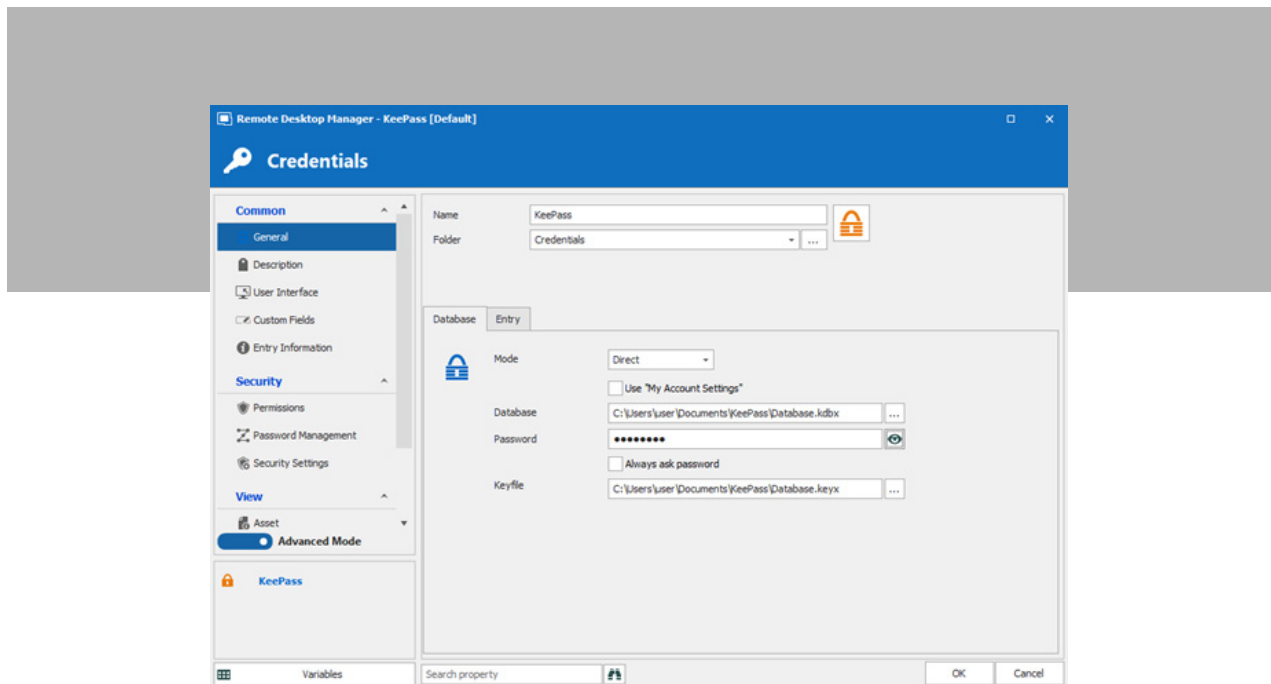 Remote Desktop Manager - KeePass [Default]
Credentials
Common
General
Description
User Interface
Custom Fields
Entry Information
Security
Permissions
Password Management
Security Settings
View
Asset
Advanced Mode
KeePass
Variables
Name
KeePass
Folder
Credentials
...
Database
Entry
Mode
Direct
Use "My Account Settings"
Database
C:\Users\user\Documents\KeePass\Database.kdbx
...
Password
••••••••
Always ask password
Keyfile
C:\Users\user\Documents\KeePass\Database.keyx
...
Search property
OK
Cancel